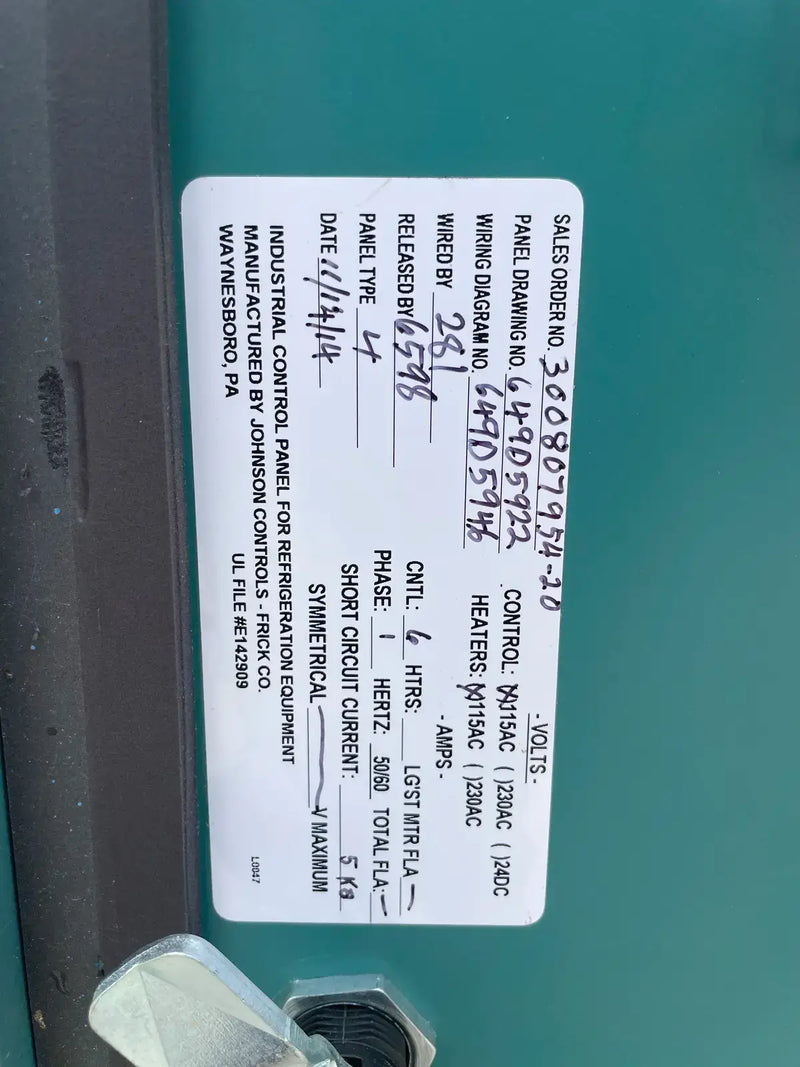 SALES ORDER NO. 300807954-20
PANEL DRAWING NO. 649D5922
WIRING DIAGRAM NO. 649D5946
WIRED BY 281
RELEASED BY 6598
PANEL TYPE 4
DATE 11/14/14
- VOLTS -
CONTROL: (X)115AC ( )230AC ( )24DC
HEATERS: (X)115AC ( )230AC
- AMPS -
CNTL: 6 HTRS: LG'ST MTR FLA —
PHASE: 1 HERTZ: 50/60 TOTAL FLA: —
SHORT CIRCUIT CURRENT: 5 Ka
SYMMETRICAL — V MAXIMUM
INDUSTRIAL CONTROL PANEL FOR REFRIGERATION EQUIPMENT
MANUFACTURED BY JOHNSON CONTROLS - FRICK CO.
WAYNESBORO, PA UL FILE #E142909
L0047